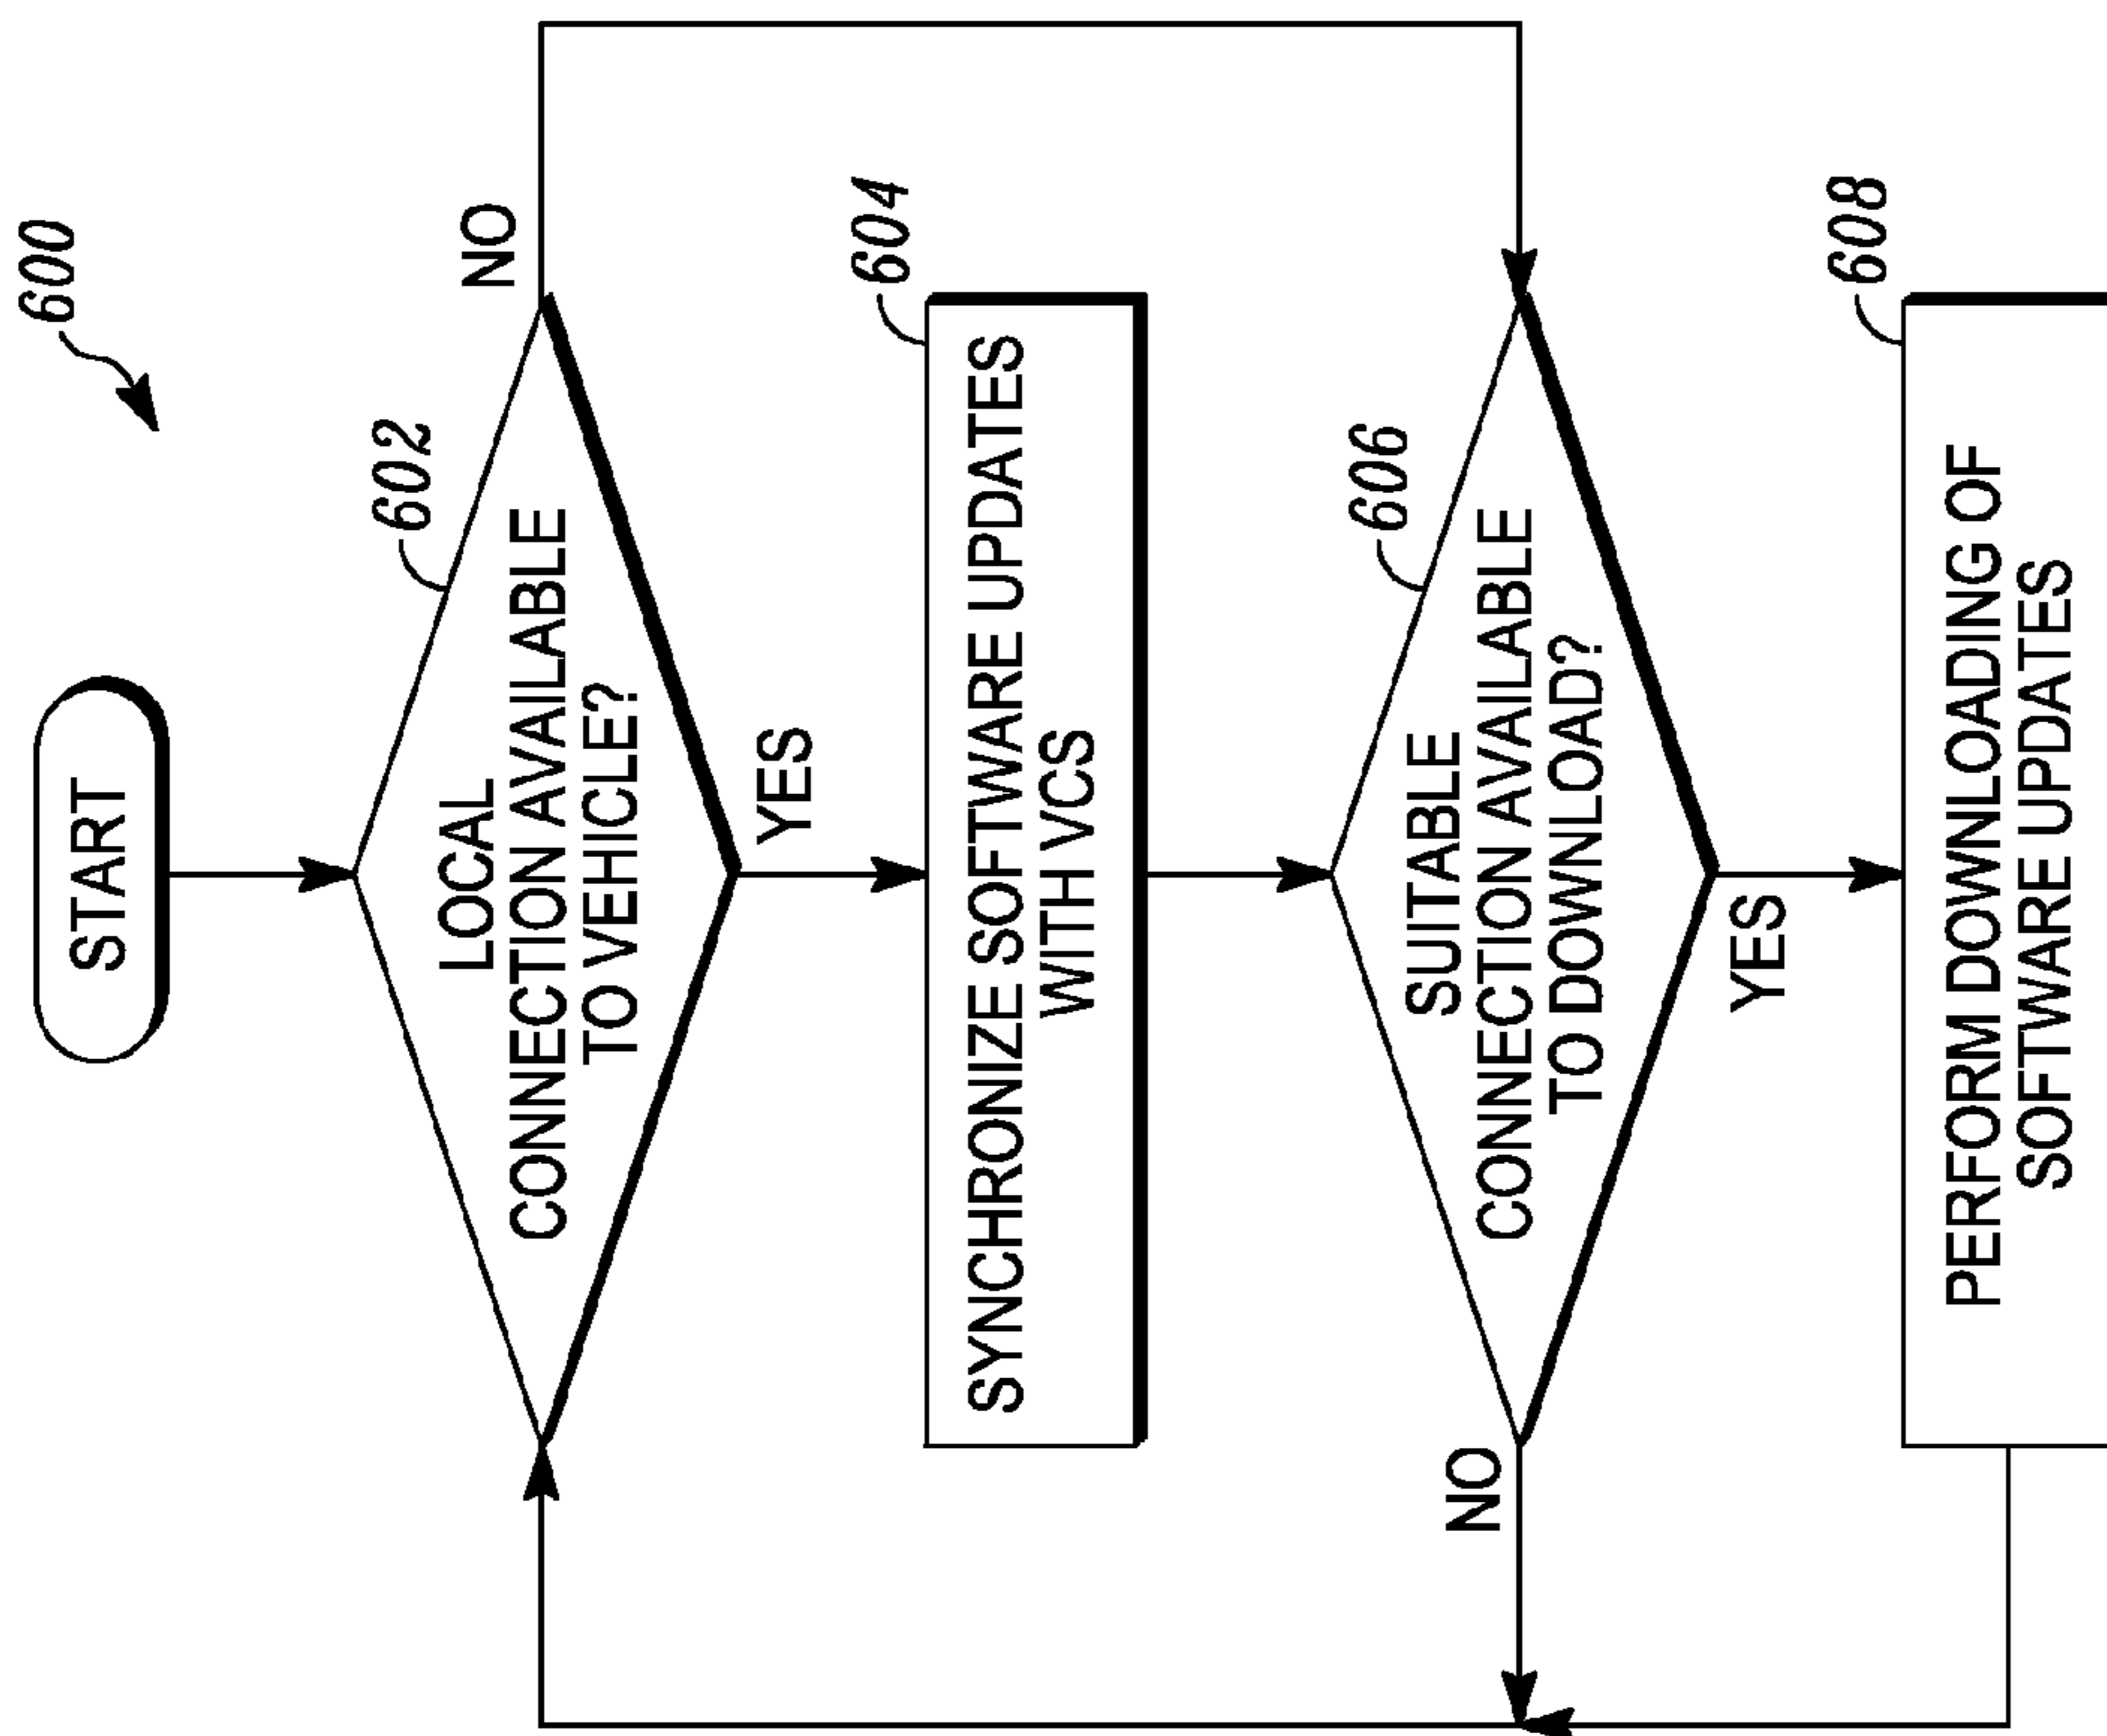 600
START
602
LOCAL
CONNECTION AVAILABLE
TO VEHICLE?
NO
YES
604
SYNCHRONIZE SOFTWARE UPDATES
WITH VCS
606
SUITABLE
CONNECTION AVAILABLE
TO DOWNLOAD?
NO
YES
608
PERFORM DOWNLOADING OF
SOFTWARE UPDATES